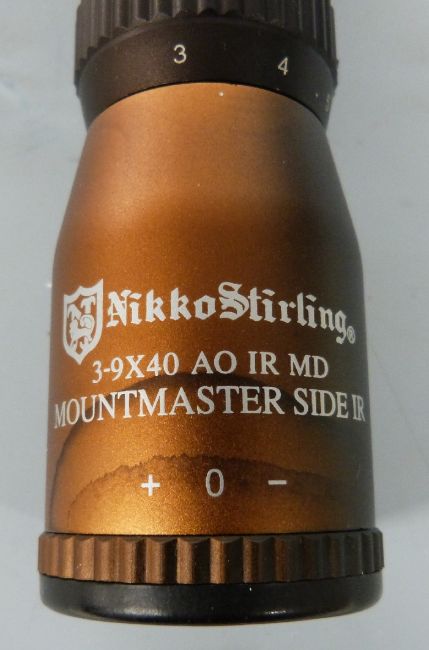 3 4
NikkoStirling®
3-9X40 AO IR MD
MOUNTMASTER SIDE IR
+ 0 −